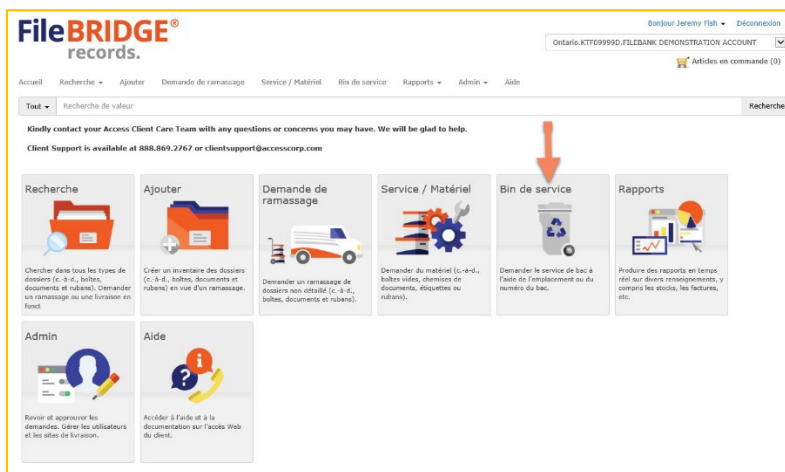 FileBRIDGE®
records.
Bonjour Jeremy Fish Déconnexion
Ontario.KTF09999D.FILEBANK DEMONSTRATION ACCOUNT
Articles en commande (0)
Accueil Recherche Ajouter Demande de ramassage Service / Matériel Bin de service Rapports Admin Aide
Tout Recherche de valeur Recherche
Kindly contact your Access Client Care Team with any questions or concerns you may have. We will be glad to help.
Client Support is available at 888.869.2767 or clientsupport@accesscorp.com
Recherche
Chercher dans tous les types de
dossiers (c.-à-d., boîtes,
documents et rubans). Demander
un ramassage ou une livraison en
fonct
Ajouter
Créer un inventaire des dossiers
(c.-à-d., boîtes, documents et
rubans) en vue d'un ramassage.
Demande de
ramassage
Demander un ramassage de
dossiers non détaillé (c.-à-d.,
boîtes, documents et rubans).
Service / Matériel
Demander du matériel (c.-à-d.,
boîtes vides, chemises de
documents, étiquettes ou
rubans).
Bin de service
Demander le service de bac à
l'aide de l'emplacement ou du
numéro du bac.
Rapports
Produire des rapports en temps
réel sur divers renseignements, y
compris les stocks, les factures,
etc.
Admin
Revoir et approuver les
demandes. Gérer les utilisateurs
et les sites de livraison.
Aide
Accéder à l'aide et à la
documentation sur l'accès Web
du client.